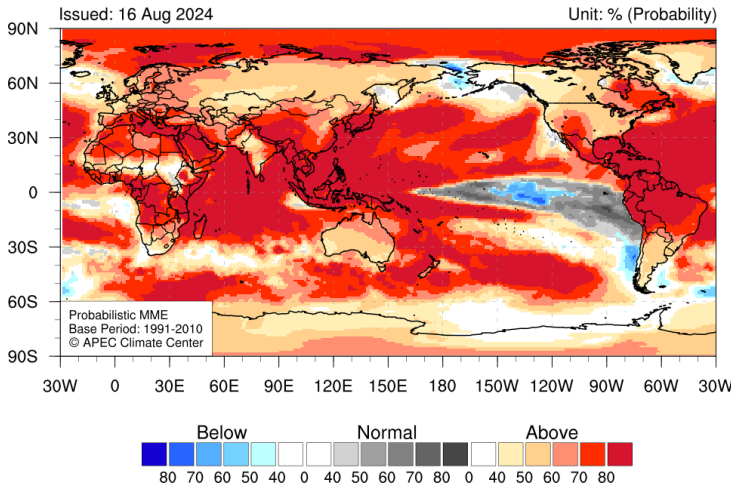 Issued: 16 Aug 2024 Unit: % (Probability)
90N
60N
30N
0
30S
60S
90S
Probabilistic MME
Base Period: 1991-2010
© APEC Climate Center
30W 0 30E 60E 90E 120E 150E 180E 150W 120W 90W 60W 30W
Below Normal Above
80 70 60 50 40 0 40 50 60 70 80 0 40 50 60 70 80